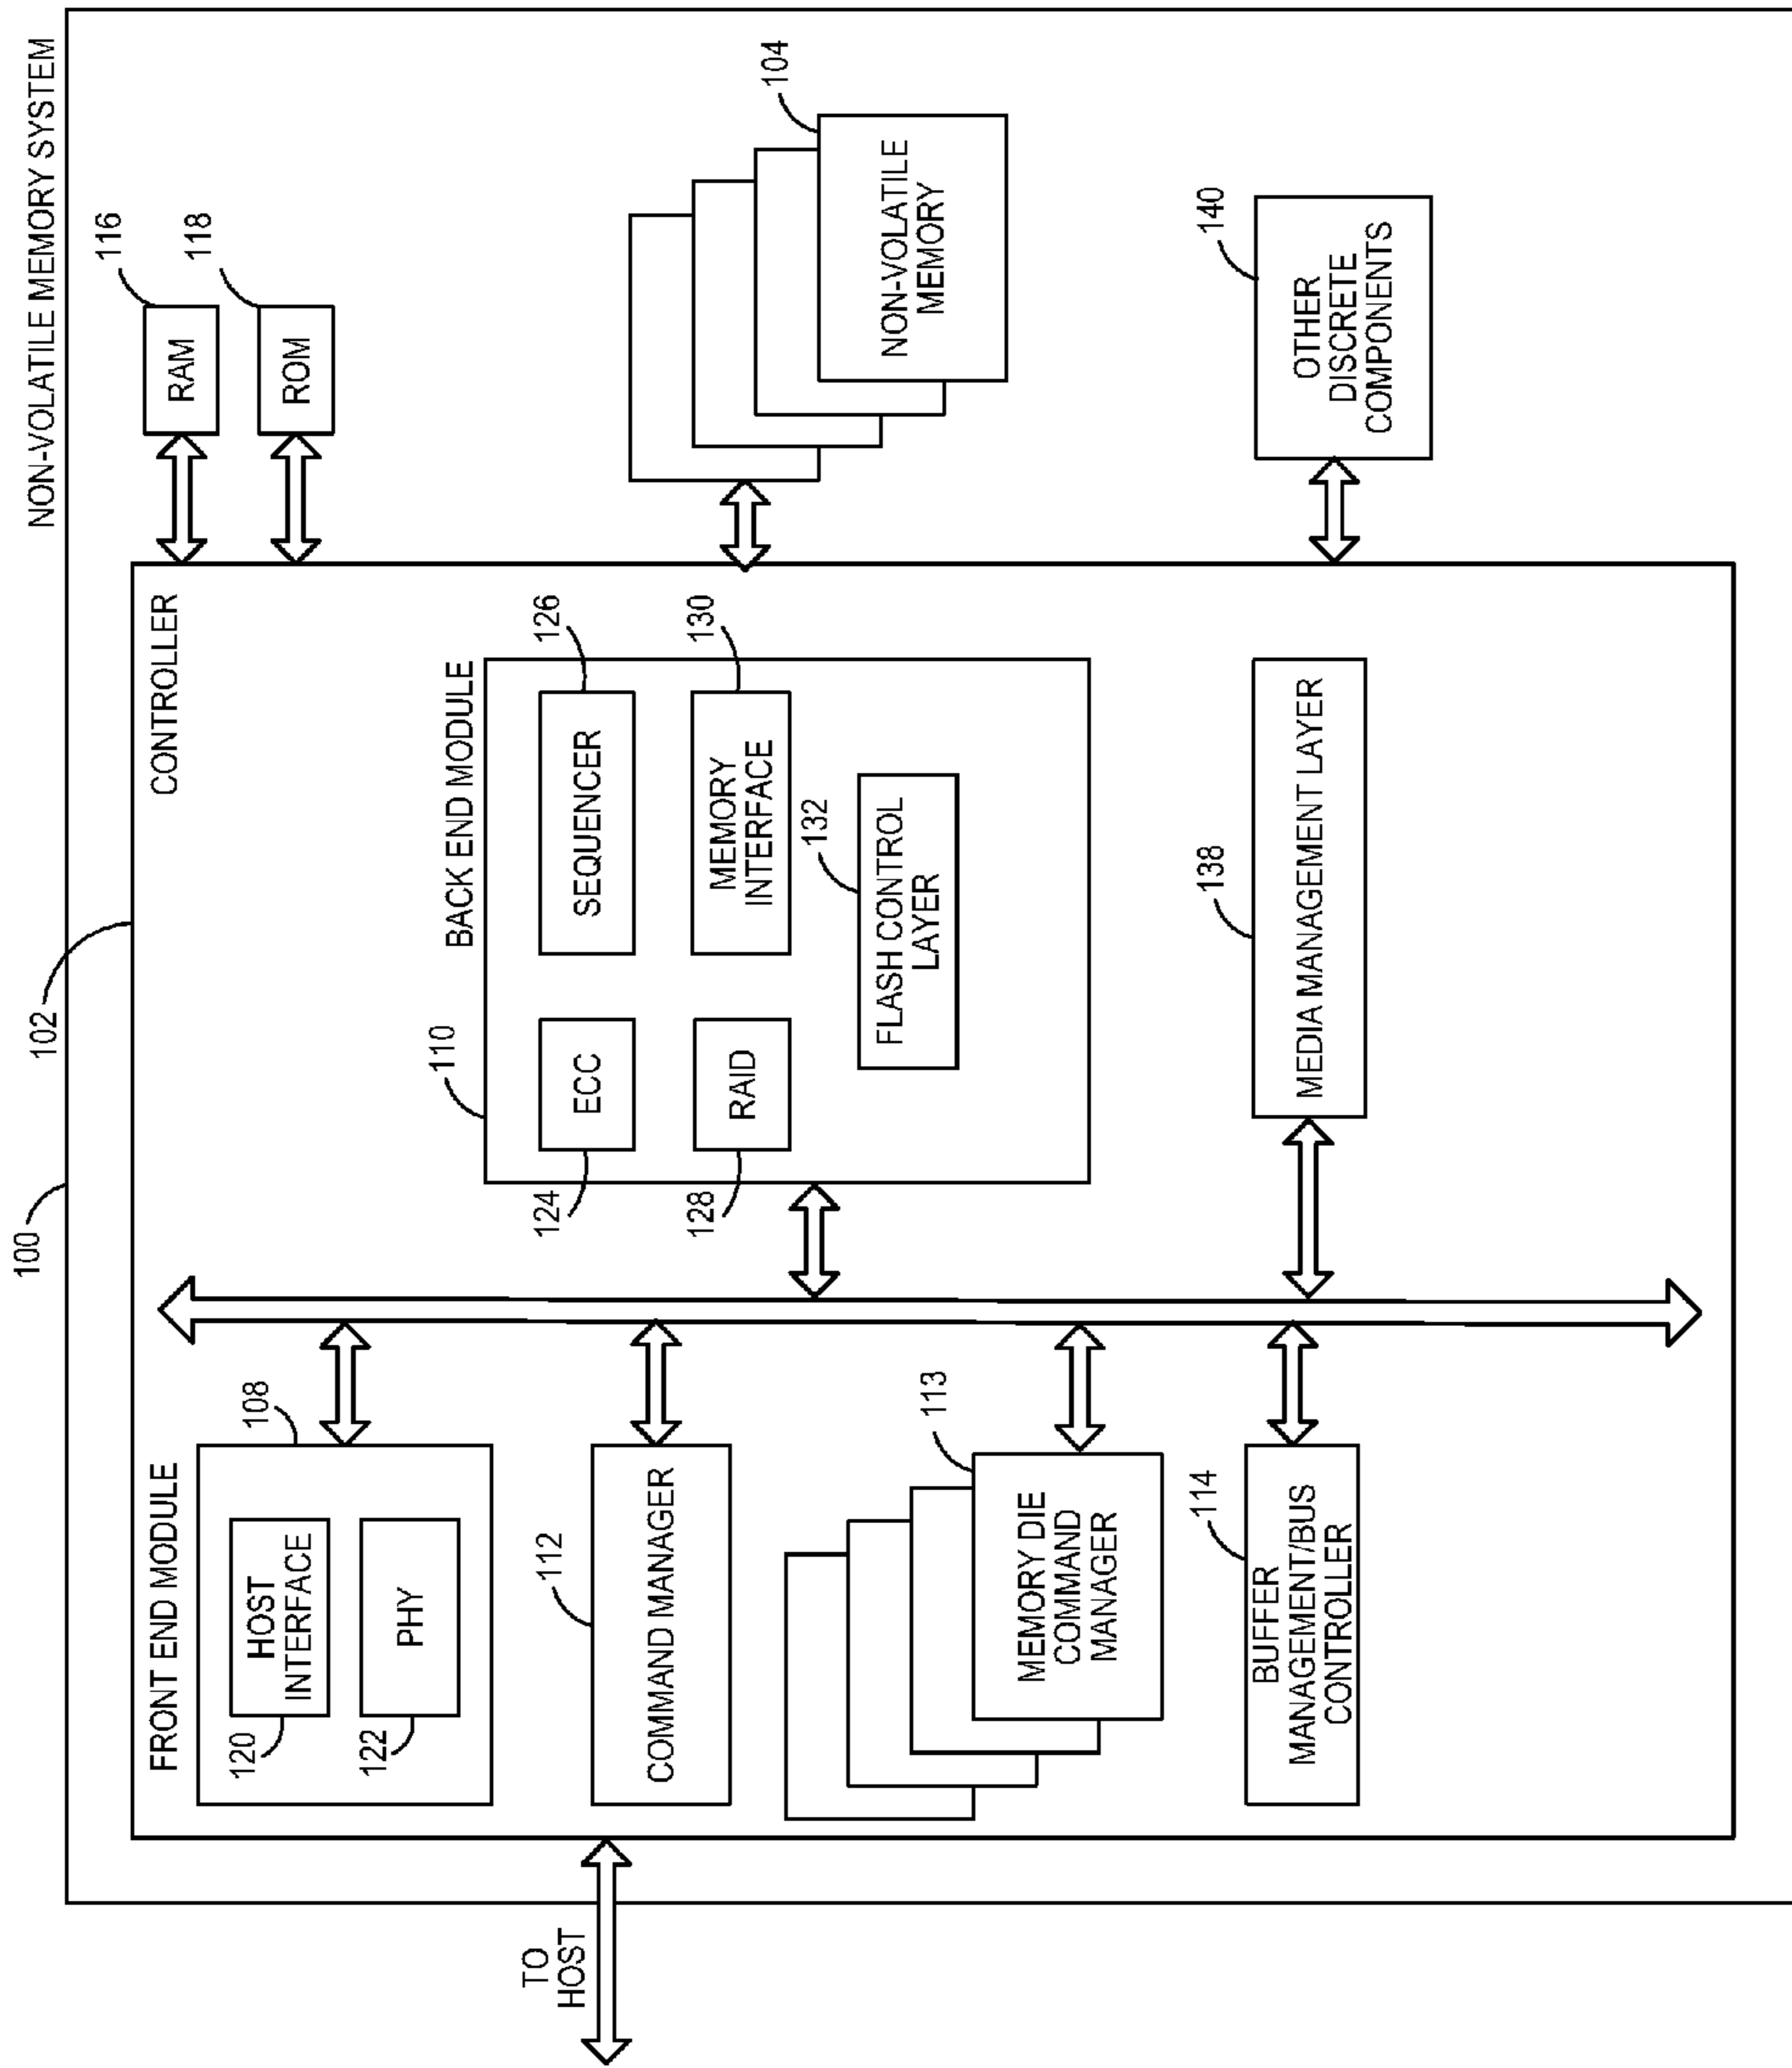 NON-VOLATILE MEMORY SYSTEM
100
102
CONTROLLER
FRONT END MODULE
108
HOST
INTERFACE
120
PHY
122
TO
HOST
COMMAND MANAGER
112
MEMORY DIE
COMMAND
MANAGER
113
BUFFER
MANAGEMENT/BUS
CONTROLLER
114
BACK END MODULE
110
ECC
124
SEQUENCER
126
RAID
128
MEMORY
INTERFACE
130
FLASH CONTROL
LAYER
132
MEDIA MANAGEMENT LAYER
138
RAM
116
ROM
118
NON-VOLATILE
MEMORY
104
OTHER
DISCRETE
COMPONENTS
140